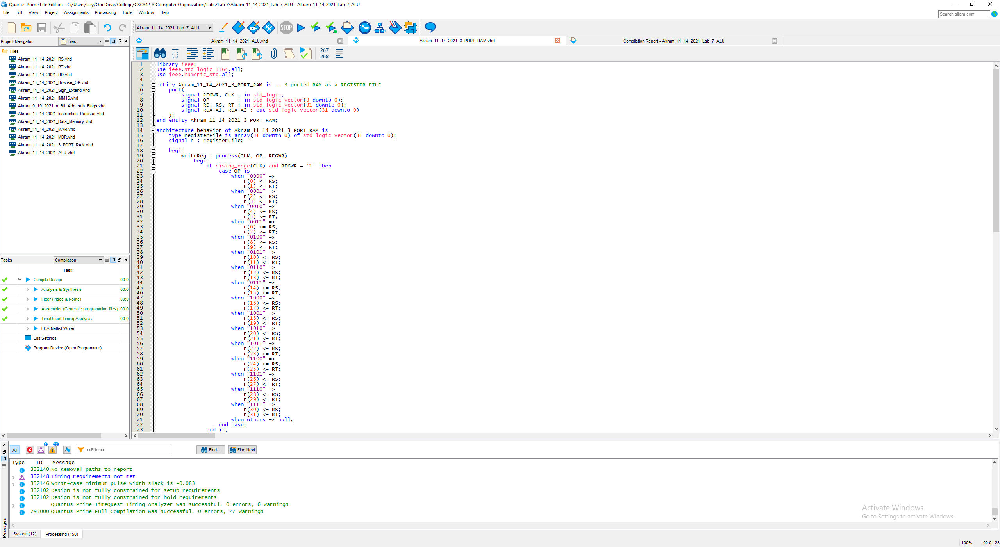 Quartus Prime Lite Edition - C:/Users/Izzy/OneDrive/College/CSC342_3 Computer Organization/Labs/Lab 7/Akram_11_14_2021_Lab_7_ALU - Akram_11_14_2021_Lab_7_ALU
File Edit View Project Assignments Processing Tools Window Help
Search altera.com
Akram_11_14_2021_Lab_7_ALU
STOP
Project Navigator
Files
Files
Akram_11_14_2021_RS.vhd
Akram_11_14_2021_RT.vhd
Akram_11_14_2021_RD.vhd
Akram_11_14_2021_Bitwise_OP.vhd
Akram_11_14_2021_Sign_Extend.vhd
Akram_11_14_2021_IMM16.vhd
Akram_9_19_2021_n_Bit_Add_sub_Flags.vhd
Akram_11_14_2021_Instruction_Register.vhd
Akram_11_14_2021_Data_Memory.vhd
Akram_11_14_2021_MAR.vhd
Akram_11_14_2021_MDR.vhd
Akram_11_14_2021_3_PORT_RAM.vhd
Akram_11_14_2021_ALU.vhd
Tasks
Compilation
Task
Compile Design 00:0
Analysis & Synthesis 00:0
Fitter (Place & Route) 00:0
Assembler (Generate programming files) 00:0
TimeQuest Timing Analysis 00:0
EDA Netlist Writer
Edit Settings
Program Device (Open Programmer)
Akram_11_14_2021_ALU.vhd
Akram_11_14_2021_3_PORT_RAM.vhd
Compilation Report - Akram_11_14_2021_Lab_7_ALU
267
268
1 library ieee;
2 use ieee.std_logic_1164.all;
3 use ieee.numeric_std.all;
4
5 entity Akram_11_14_2021_3_PORT_RAM is -- 3-ported RAM as a REGISTER FILE
6 port(
7 signal REGWR, CLK : in std_logic;
8 signal OP : in std_logic_vector(3 downto 0);
9 signal RD, RS, RT : in std_logic_vector(31 downto 0);
10 signal RDATA1, RDATA2 : out std_logic_vector(31 downto 0)
11 );
12 end entity Akram_11_14_2021_3_PORT_RAM;
13
14 architecture behavior of Akram_11_14_2021_3_PORT_RAM is
15 type registerFile is array(31 downto 0) of std_logic_vector(31 downto 0);
16 signal r : registerFile;
17
18 begin
19 writeReg : process(CLK, OP, REGWR)
20 begin
21 if rising_edge(CLK) and REGWR = '1' then
22 case OP is
23 when "0000" =>
24 r(0) <= RS;
25 r(1) <= RT;
26 when "0001" =>
27 r(2) <= RS;
28 r(3) <= RT;
29 when "0010" =>
30 r(4) <= RS;
31 r(5) <= RT;
32 when "0011" =>
33 r(6) <= RS;
34 r(7) <= RT;
35 when "0100" =>
36 r(8) <= RS;
37 r(9) <= RT;
38 when "0101" =>
39 r(10) <= RS;
40 r(11) <= RT;
41 when "0110" =>
42 r(12) <= RS;
43 r(13) <= RT;
44 when "0111" =>
45 r(14) <= RS;
46 r(15) <= RT;
47 when "1000" =>
48 r(16) <= RS;
49 r(17) <= RT;
50 when "1001" =>
51 r(18) <= RS;
52 r(19) <= RT;
53 when "1010" =>
54 r(20) <= RS;
55 r(21) <= RT;
56 when "1011" =>
57 r(22) <= RS;
58 r(23) <= RT;
59 when "1100" =>
60 r(24) <= RS;
61 r(25) <= RT;
62 when "1101" =>
63 r(26) <= RS;
64 r(27) <= RT;
65 when "1110" =>
66 r(28) <= RS;
67 r(29) <= RT;
68 when "1111" =>
69 r(30) <= RS;
70 r(31) <= RT;
71 when others => null;
72 end case;
73 end if;
All 7 38 <<Filter>> Find... Find Next
Type ID Message
332140 No Removal paths to report
332148 Timing requirements not met
332146 Worst-case minimum pulse width slack is -0.083
332102 Design is not fully constrained for setup requirements
332102 Design is not fully constrained for hold requirements
Quartus Prime TimeQuest Timing Analyzer was successful. 0 errors, 6 warnings
293000 Quartus Prime Full Compilation was successful. 0 errors, 77 warnings
Messages
System (12) Processing (158)
Activate Windows
Go to Settings to activate Windows.
100% 00:01:23